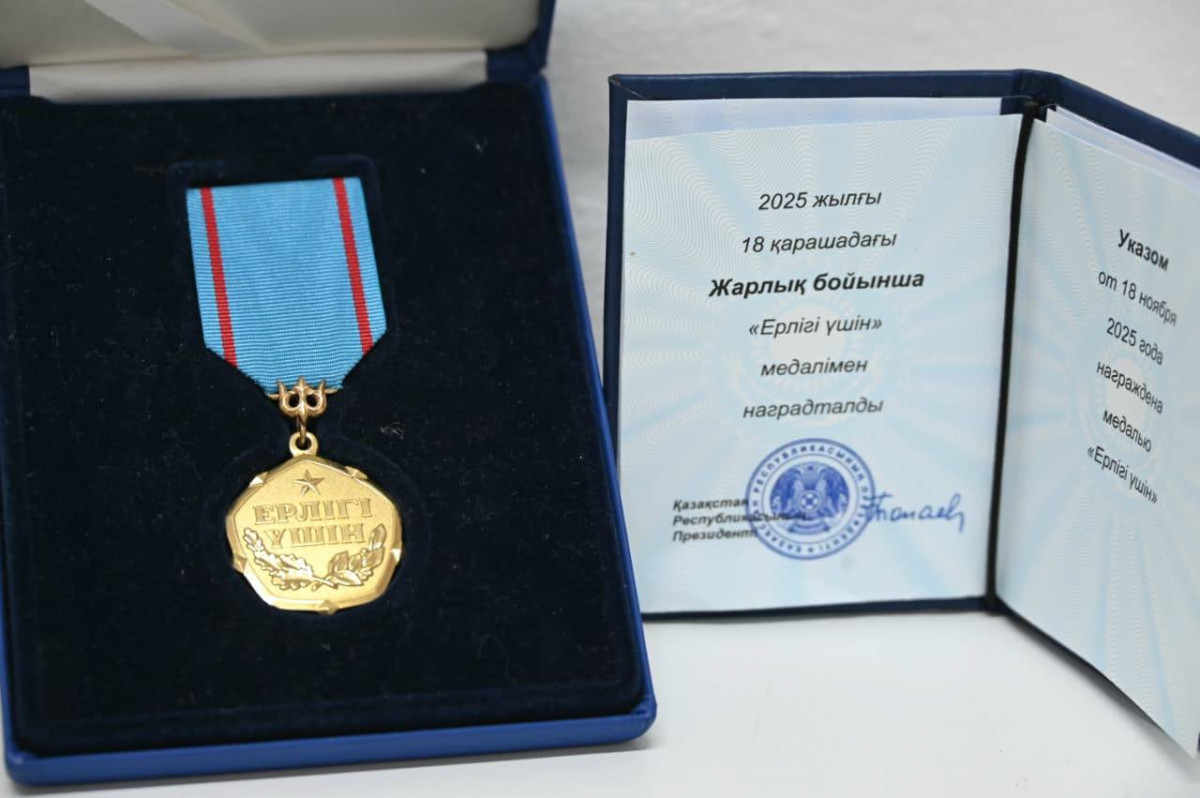 ЕРЛІГІ
ҮШІН
2025 жылғы
18 қарашадағы
Жарлық бойынша
«Ерлігі үшін»
медалімен
наградталды
Қазақстан
Республикасының
Президенті
Указом
от 18 ноября
2025 года
награждена
медалью
«Ерлігі үшін»